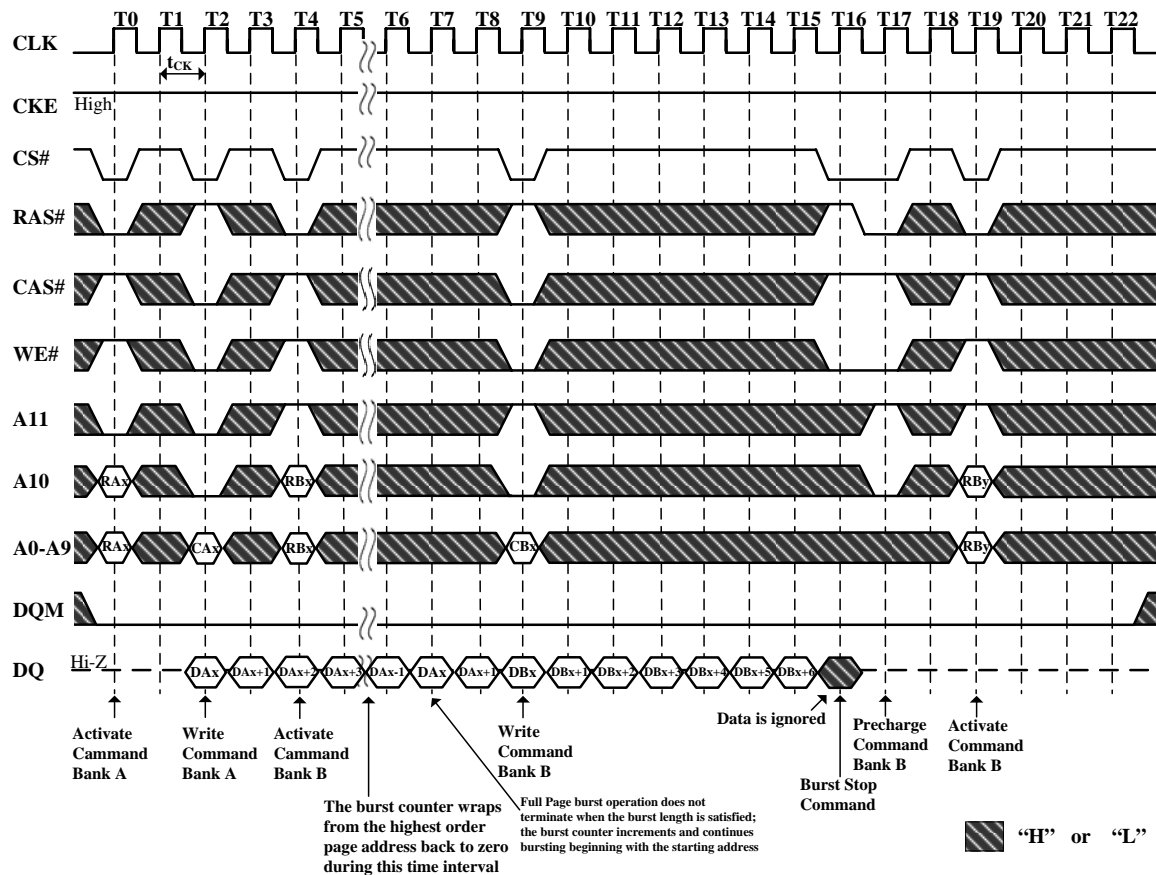 T0 T1 T2 T3 T4 T5 T6 T7 T8 T9 T10 T11 T12 T13 T14 T15 T16 T17 T18 T19 T20 T21 T22
CLK
tCK
CKE High
CS#
RAS#
CAS#
WE#
A11
A10 RAx RBx RBy
A0-A9 RAx CAx RBx CBx RBy
DQM
DQ Hi-Z DAx DAx+1 DAx+2 DAx+3 DAx-1 DAx DAx+1 DBx DBx+1 DBx+2 DBx+3 DBx+4 DBx+5 DBx+6
Activate
Cammand
Bank A
Write
Command
Bank A
Activate
Cammand
Bank B
The burst counter wraps
from the highest order
page address back to zero
during this time interval
Full Page burst operation does not
terminate when the burst length is satisfied;
the burst counter increments and continues
bursting beginning with the starting address
Write
Command
Bank B
Data is ignored
Burst Stop
Command
Precharge
Command
Bank B
Activate
Command
Bank B
“H” or “L”